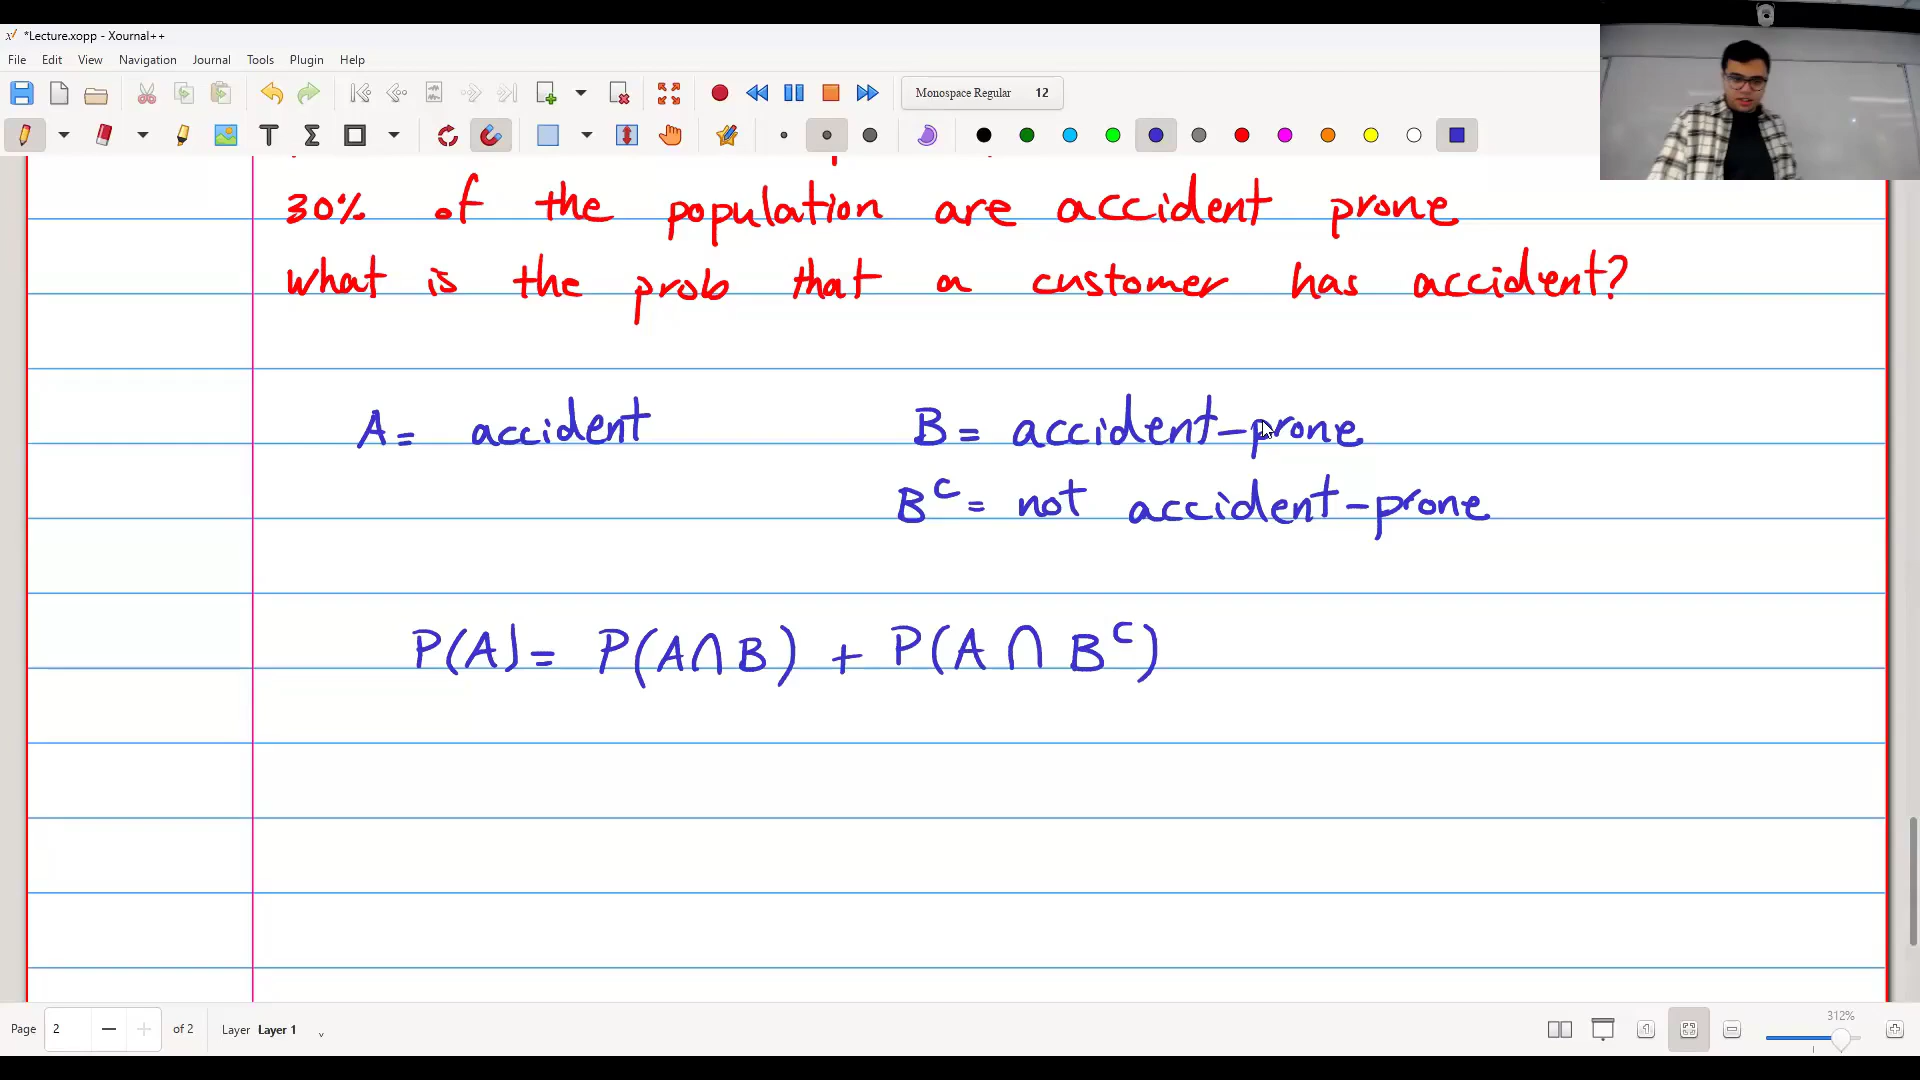 *Lecture.xopp - Xournal++
File Edit View Navigation Journal Tools Plugin Help
Monospace Regular 12
30% of the population are accident prone
what is the prob that a customer has accident?
A = accident B = accident-prone
B^c = not accident-prone
P(A) = P(A∩B) + P(A ∩ B^c)
Page 2 of 2 Layer Layer 1 312%